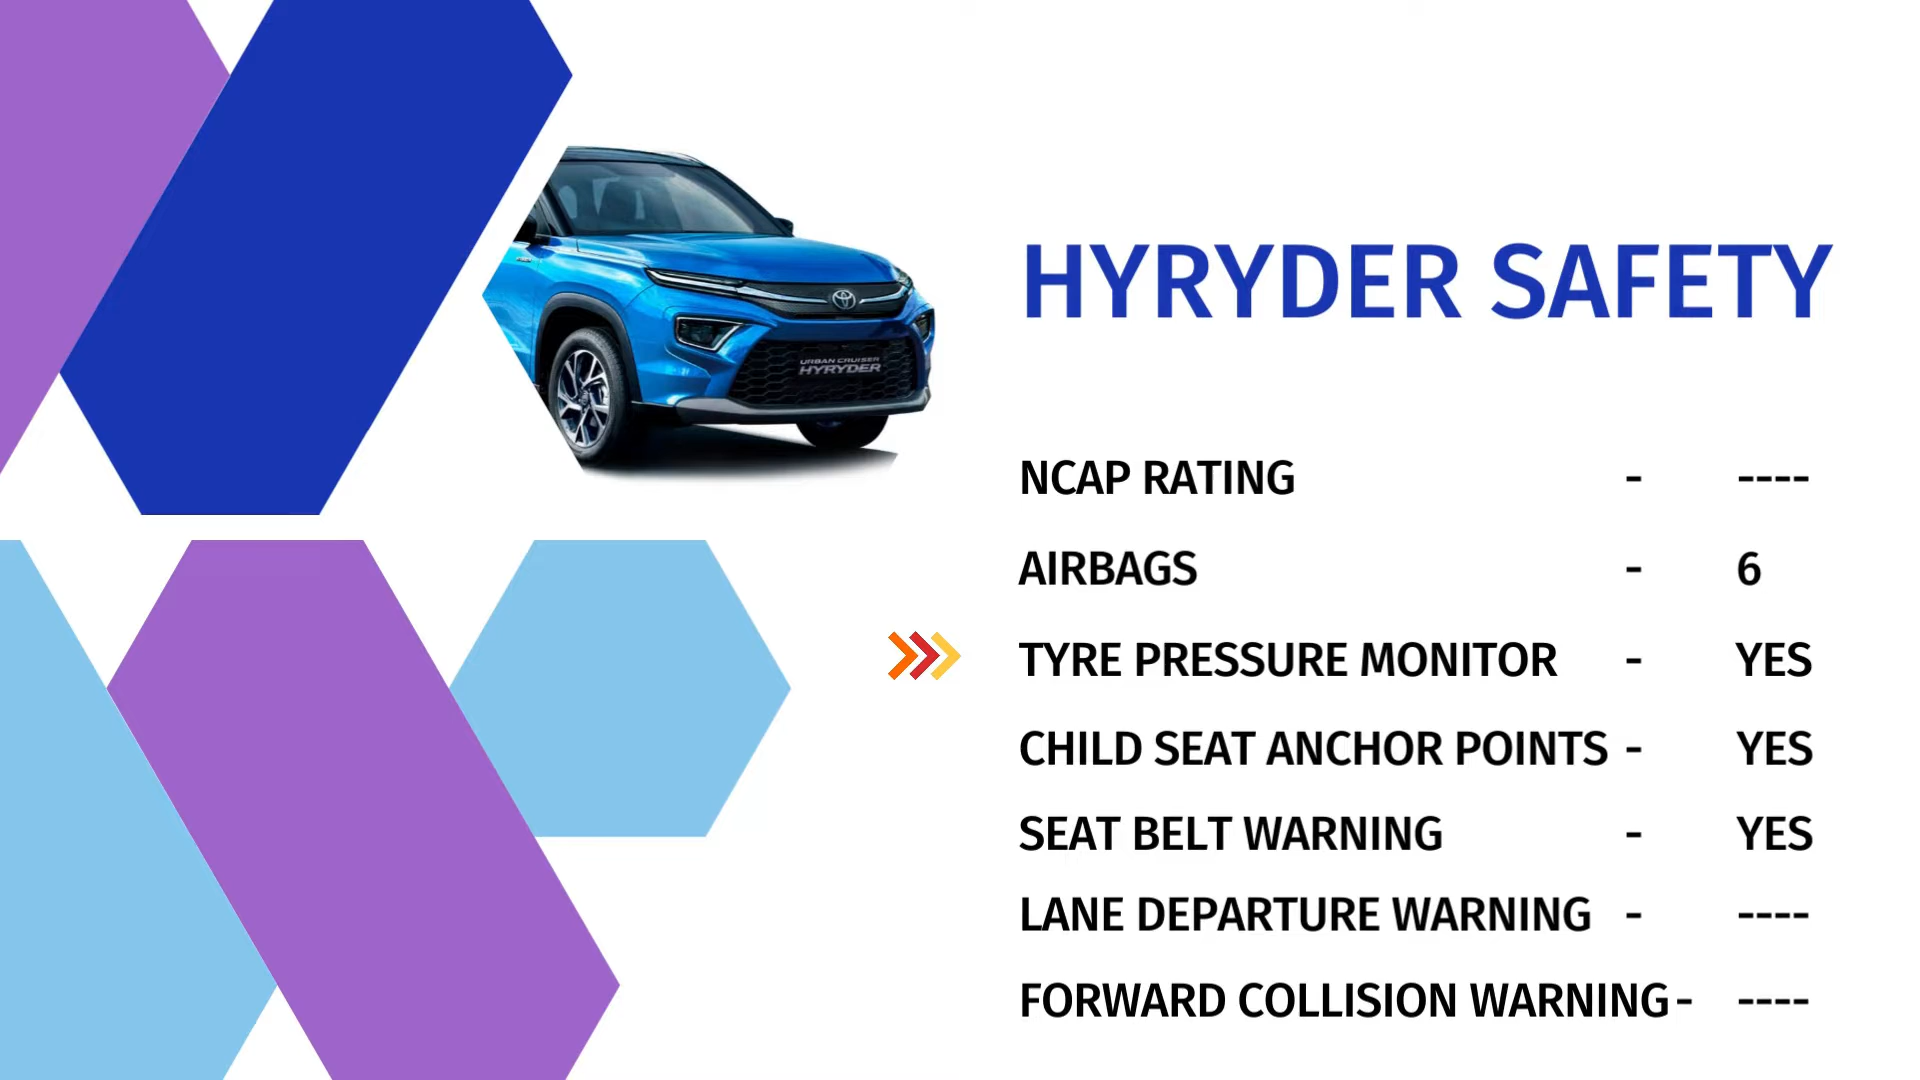 HYRYDER SAFETY
URBAN CRUISER
HYRYDER
NCAP RATING - ----
AIRBAGS - 6
TYRE PRESSURE MONITOR - YES
CHILD SEAT ANCHOR POINTS - YES
SEAT BELT WARNING - YES
LANE DEPARTURE WARNING - ----
FORWARD COLLISION WARNING - ----